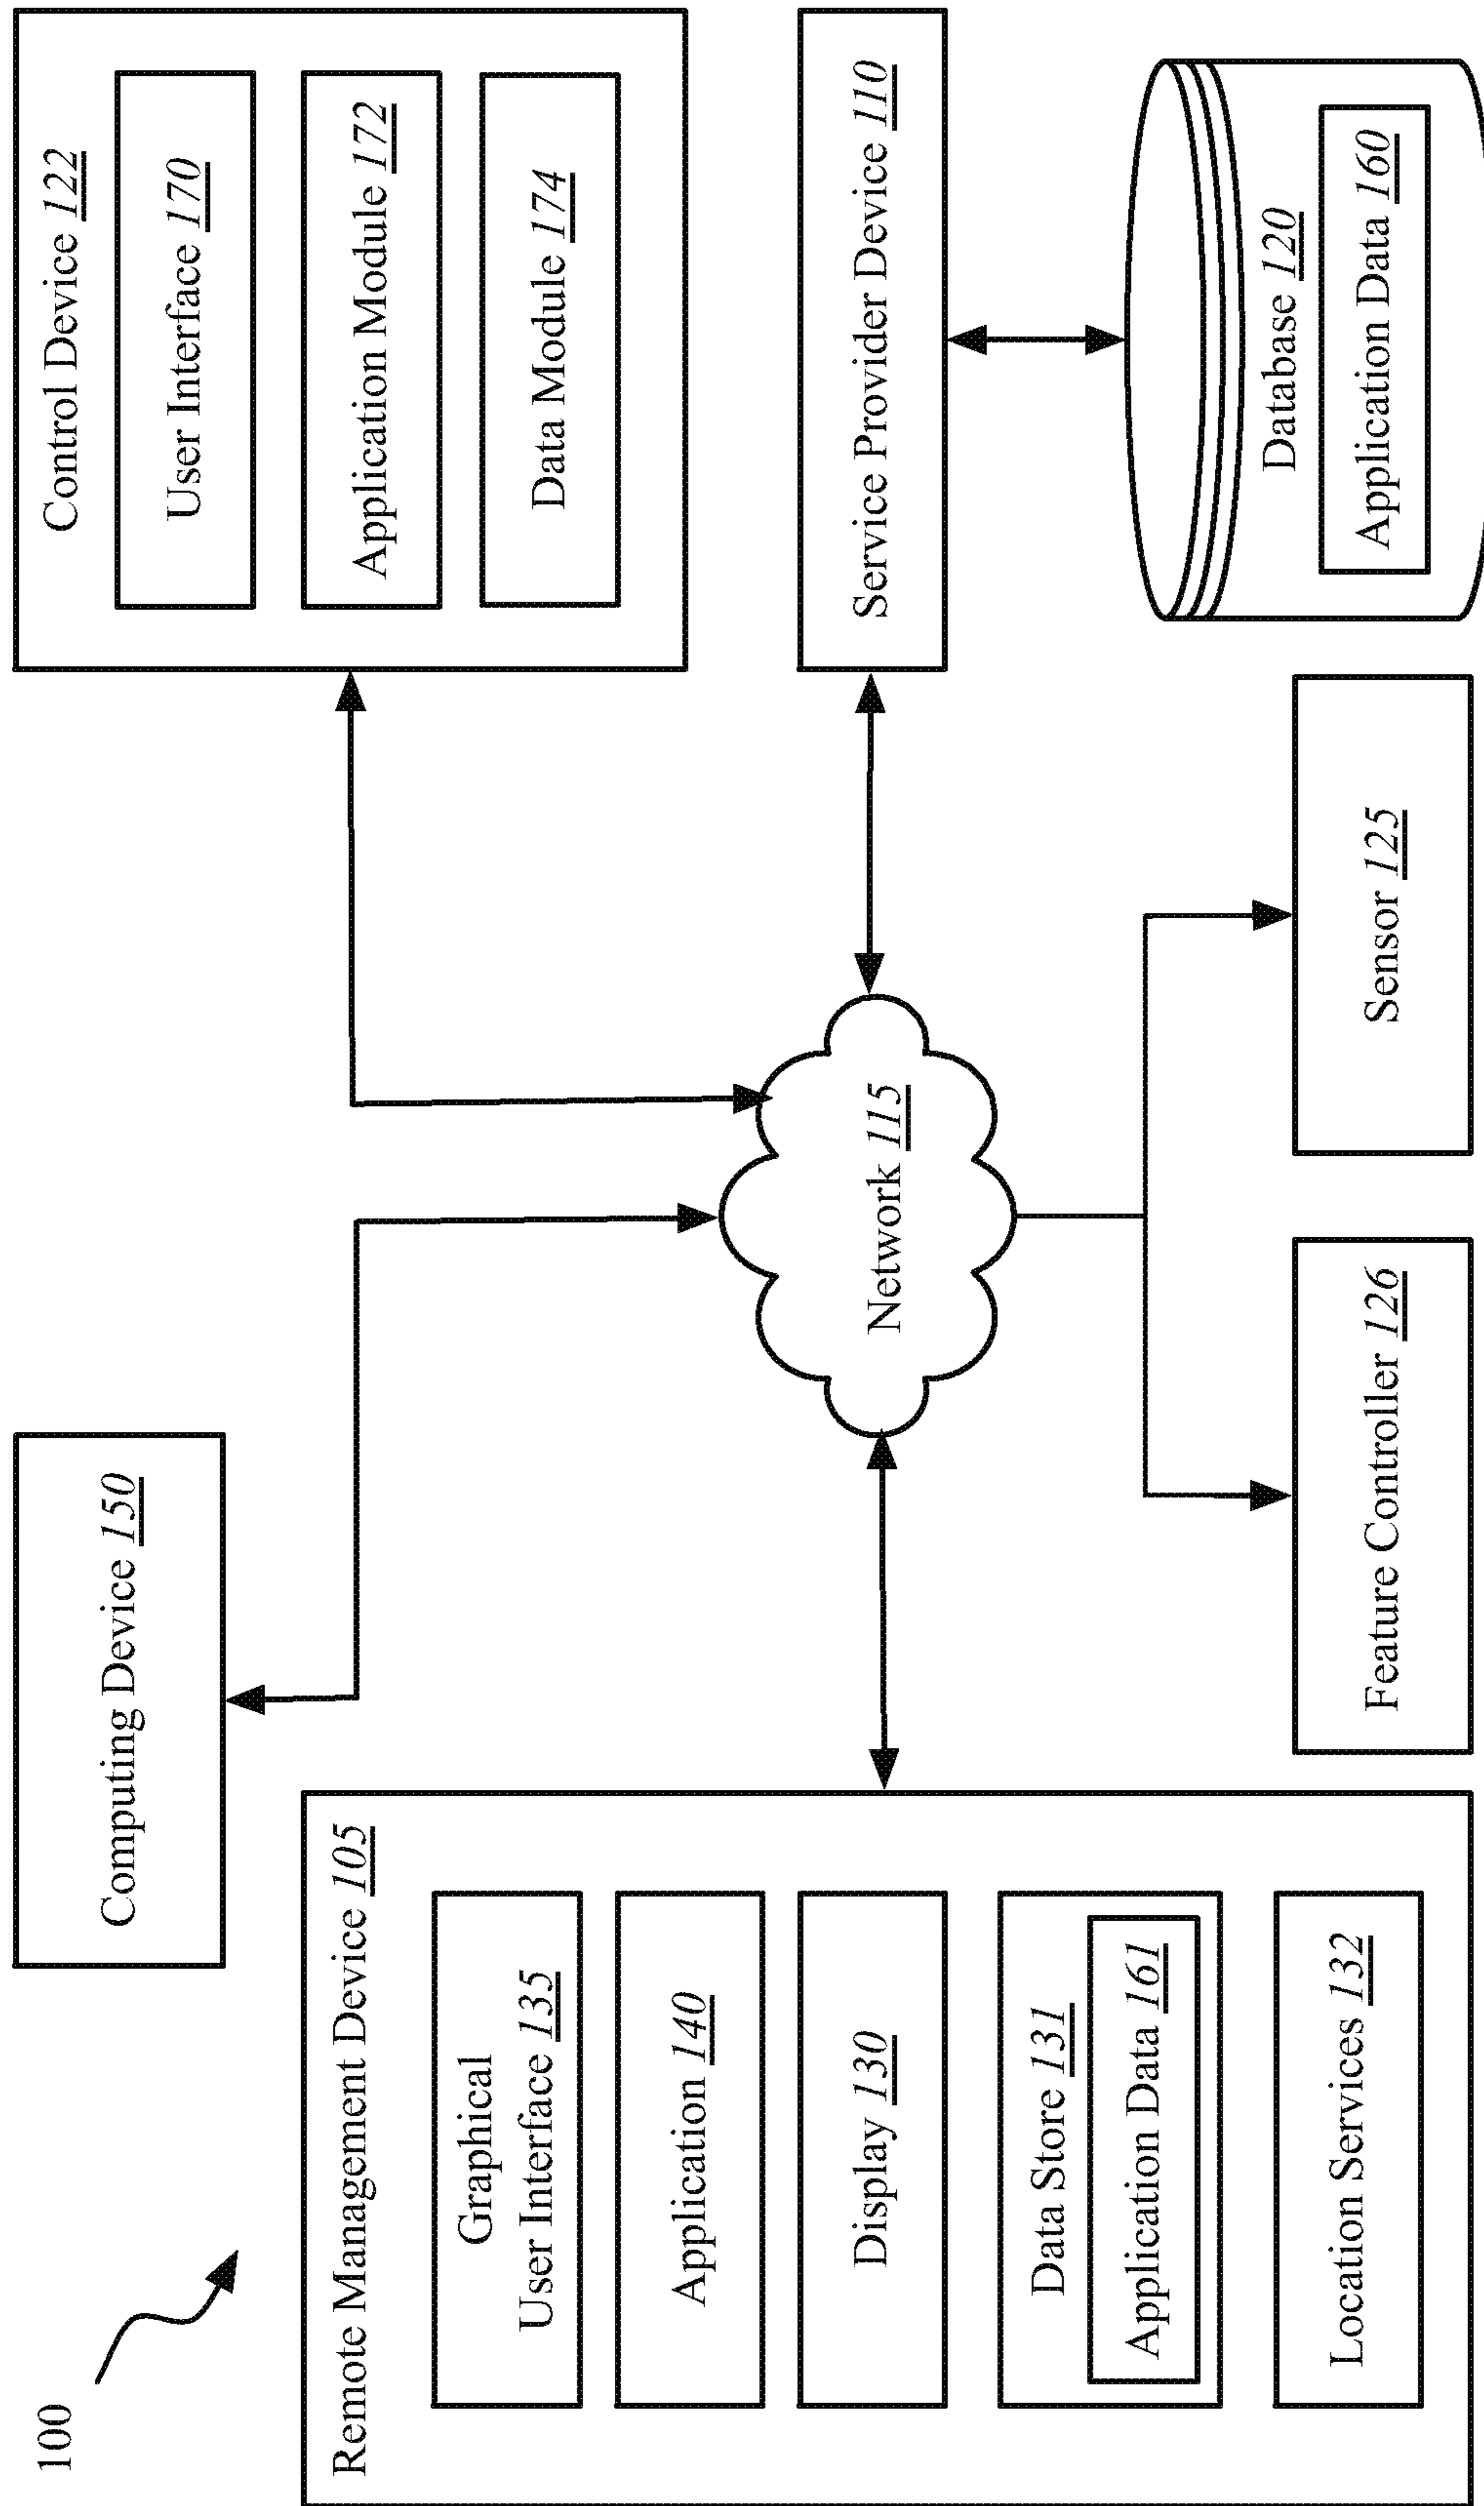 100
Remote Management Device 105
Graphical
User Interface 135
Application 140
Display 130
Data Store 131
Application Data 161
Location Services 132
Computing Device 150
Network 115
Feature Controller 126
Sensor 125
Control Device 122
User Interface 170
Application Module 172
Data Module 174
Service Provider Device 110
Database 120
Application Data 160